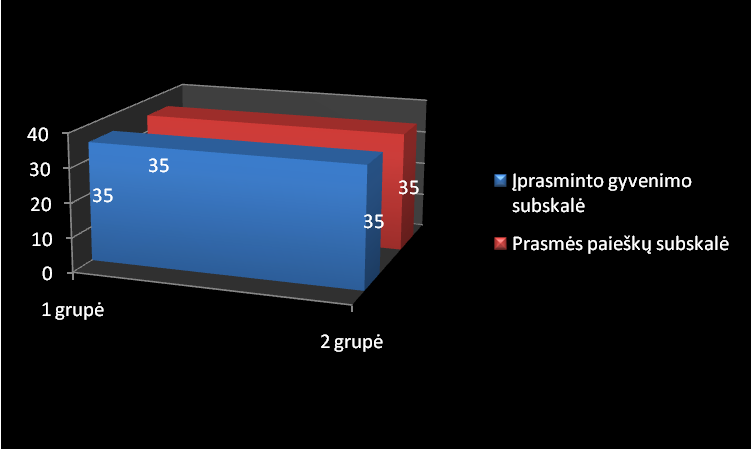 40
30
20
10
0
35
35
35
35
1 grupė
2 grupė
Įprasminto gyvenimo
subskalė
Prasmės paieškų subskalė